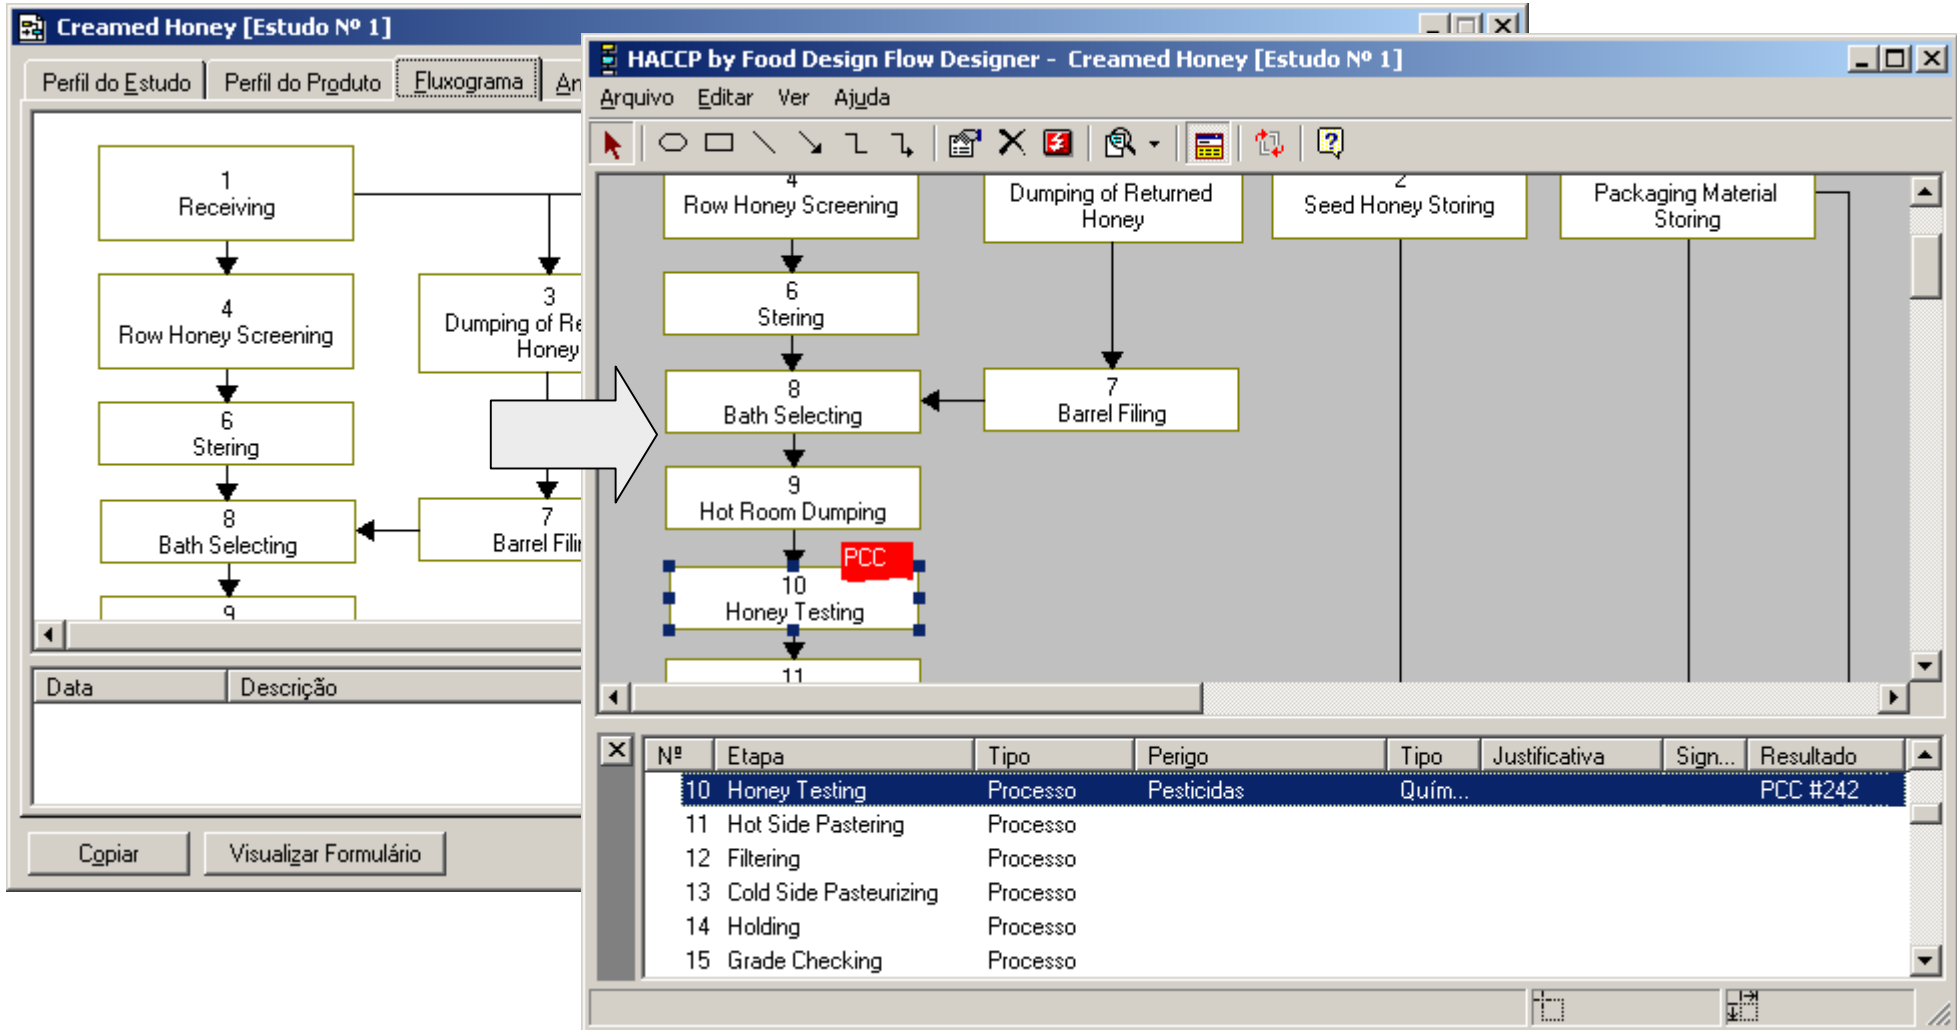 Creamed Honey [Estudo Nº 1]
Perfil do Estudo
Perfil do Produto
Fluxograma
1
Receiving
4
Row Honey Screening
3
Dumping of Re
Honey
6
Stering
8
Bath Selecting
7
Barrel Filin
9
Data
Descrição
Copiar
Visualizar Formulário
HACCP by Food Design Flow Designer - Creamed Honey [Estudo Nº 1]
Arquivo Editar Ver Ajuda
4
Row Honey Screening
Dumping of Returned
Honey
2
Seed Honey Storing
Packaging Material
Storing
6
Stering
8
Bath Selecting
7
Barrel Filing
9
Hot Room Dumping
PCC
10
Honey Testing
11
Nº Etapa Tipo Perigo Tipo Justificativa Sign... Resultado
10 Honey Testing Processo Pesticidas Quím... PCC #242
11 Hot Side Pastering Processo
12 Filtering Processo
13 Cold Side Pasteurizing Processo
14 Holding Processo
15 Grade Checking Processo